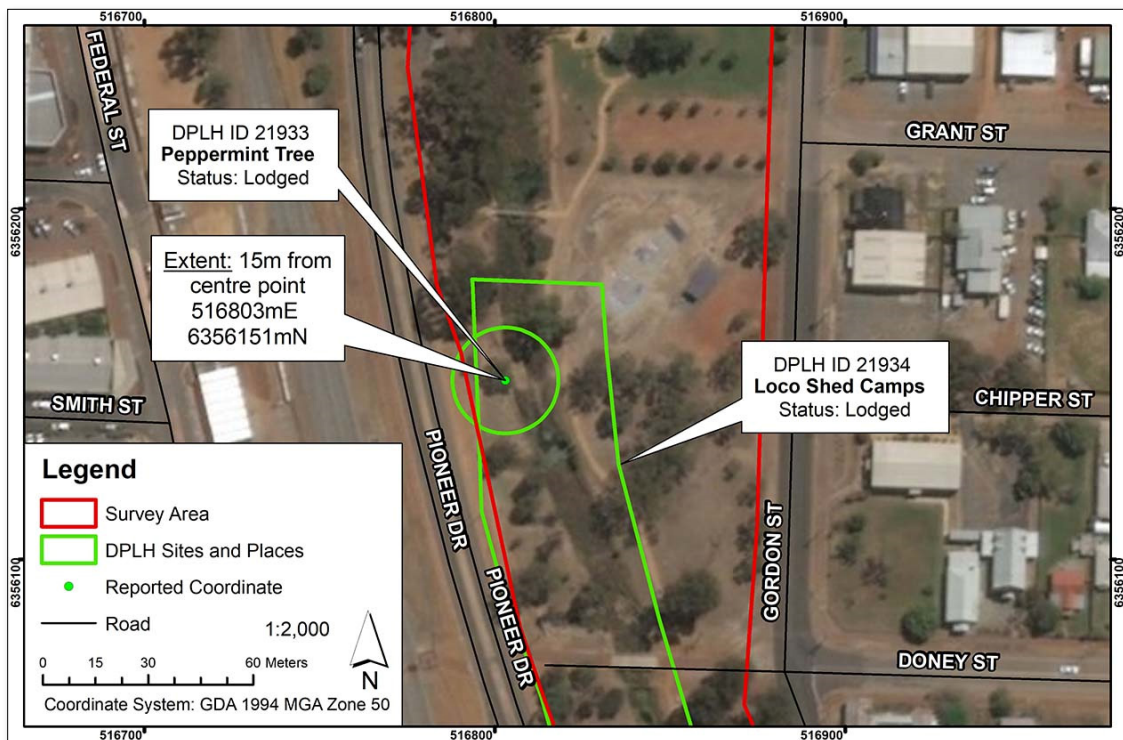 516700
516800
516900
FEDERAL ST
DPLH ID 21933
Peppermint Tree
Status: Lodged
GRANT ST
6356200
6356200
Extent: 15m from
centre point
516803mE
6356151mN
DPLH ID 21934
Loco Shed Camps
Status: Lodged
SMITH ST
CHIPPER ST
PIONEER DR
PIONEER DR
GORDON ST
Legend
Survey Area
DPLH Sites and Places
Reported Coordinate
Road
1:2,000
0 15 30 60 Meters
N
Coordinate System: GDA 1994 MGA Zone 50
6356100
6356100
DONEY ST
516700
516800
516900